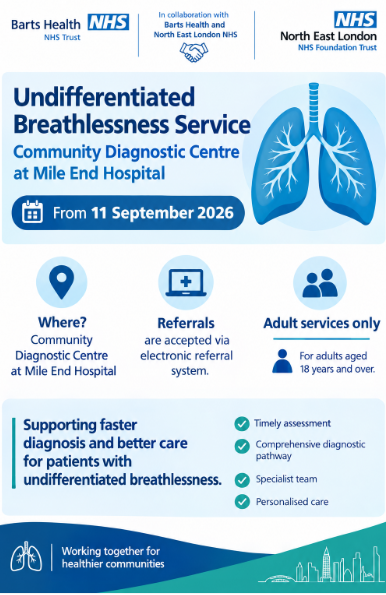 Barts Health NHS
NHS Trust
In collaboration with
Barts Health and
North East London NHS
NHS
North East London
NHS Foundation Trust
Undifferentiated
Breathlessness Service
Community Diagnostic Centre
at Mile End Hospital
From 11 September 2026
Where?
Community
Diagnostic Centre
at Mile End Hospital
Referrals
are accepted via
electronic referral
system.
Adult services only
For adults aged
18 years and over.
Supporting faster
diagnosis and better care
for patients with
undifferentiated breathlessness.
Timely assessment
Comprehensive diagnostic
pathway
Specialist team
Personalised care
Working together for
healthier communities